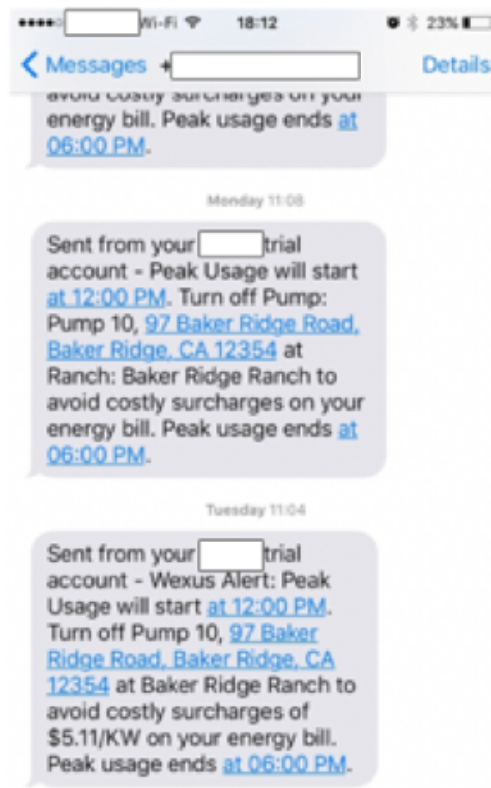 Wi-Fi 18:12 23%
Messages + Details
avoid costly surcharges on your
energy bill. Peak usage ends at
06:00 PM.
Monday 11:08
Sent from your trial
account - Peak Usage will start
at 12:00 PM. Turn off Pump:
Pump 10, 97 Baker Ridge Road,
Baker Ridge, CA 12354 at
Ranch: Baker Ridge Ranch to
avoid costly surcharges on your
energy bill. Peak usage ends at
06:00 PM.
Tuesday 11:04
Sent from your trial
account - Wexus Alert: Peak
Usage will start at 12:00 PM.
Turn off Pump 10, 97 Baker
Ridge Road, Baker Ridge, CA
12354 at Baker Ridge Ranch to
avoid costly surcharges of
$5.11/KW on your energy bill.
Peak usage ends at 06:00 PM.